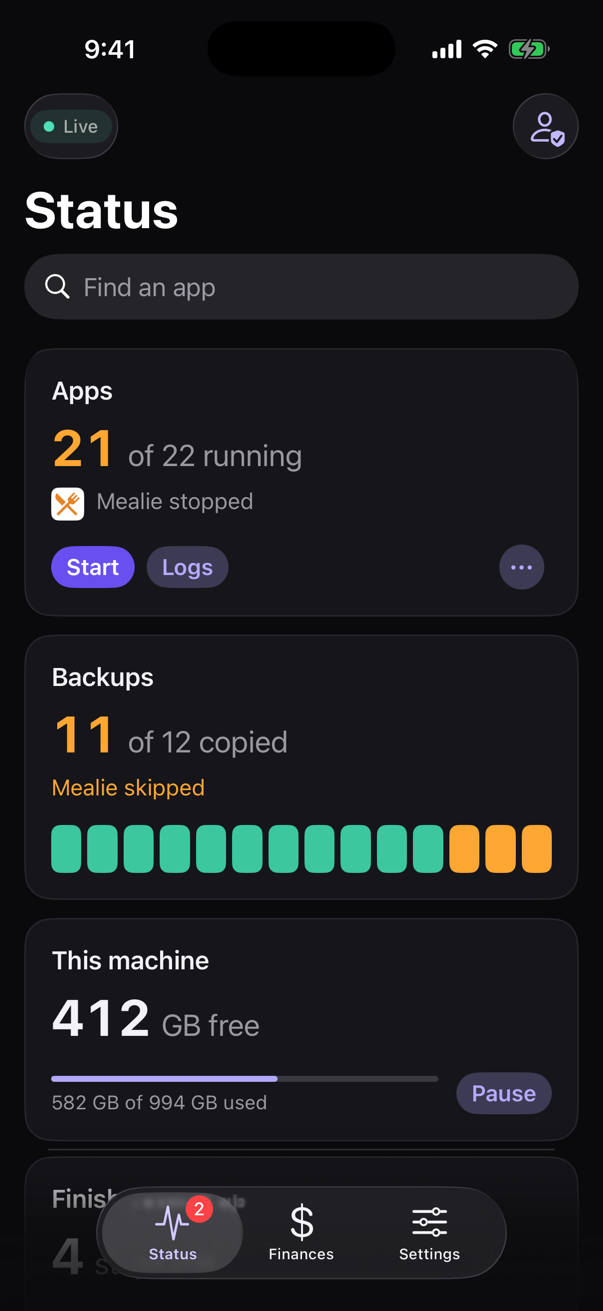 9:41
Live
Status
Find an app
Apps
21 of 22 running
Mealie stopped
Start
Logs
Backups
11 of 12 copied
Mealie skipped
This machine
412 GB free
582 GB of 994 GB used
Pause
4
2
Status
Finances
Settings